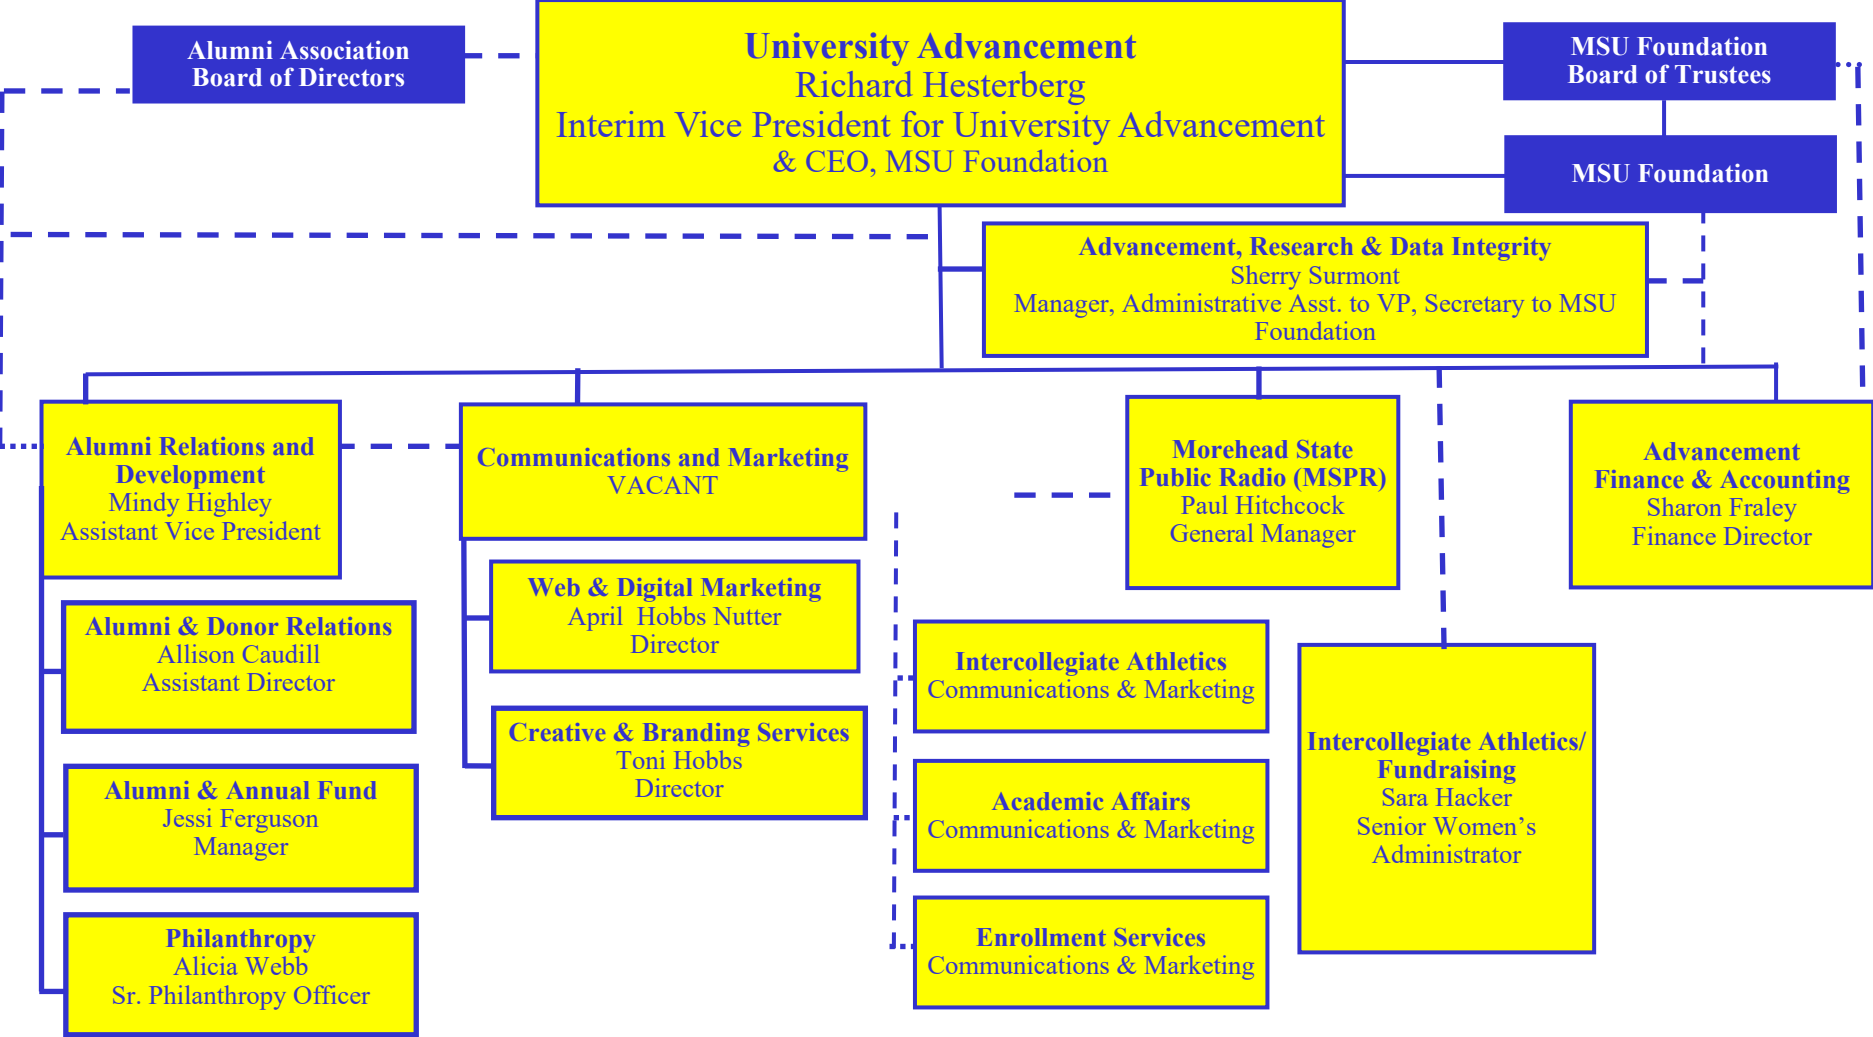 Alumni Association
Board of Directors
University Advancement
Richard Hesterberg
Interim Vice President for University Advancement
& CEO, MSU Foundation
MSU Foundation
Board of Trustees
MSU Foundation
Advancement, Research & Data Integrity
Sherry Surmont
Manager, Administrative Asst. to VP, Secretary to MSU
Foundation
Alumni Relations and
Development
Mindy Highley
Assistant Vice President
Communications and Marketing
VACANT
Morehead State
Public Radio (MSPR)
Paul Hitchcock
General Manager
Advancement
Finance & Accounting
Sharon Fraley
Finance Director
Alumni & Donor Relations
Allison Caudill
Assistant Director
Alumni & Annual Fund
Jessi Ferguson
Manager
Philanthropy
Alicia Webb
Sr. Philanthropy Officer
Web & Digital Marketing
April  Hobbs Nutter
Director
Creative & Branding Services
Toni Hobbs
Director
Intercollegiate Athletics
Communications & Marketing
Academic Affairs
Communications & Marketing
Enrollment Services
Communications & Marketing
Intercollegiate Athletics/
Fundraising
Sara Hacker
Senior Women’s
Administrator